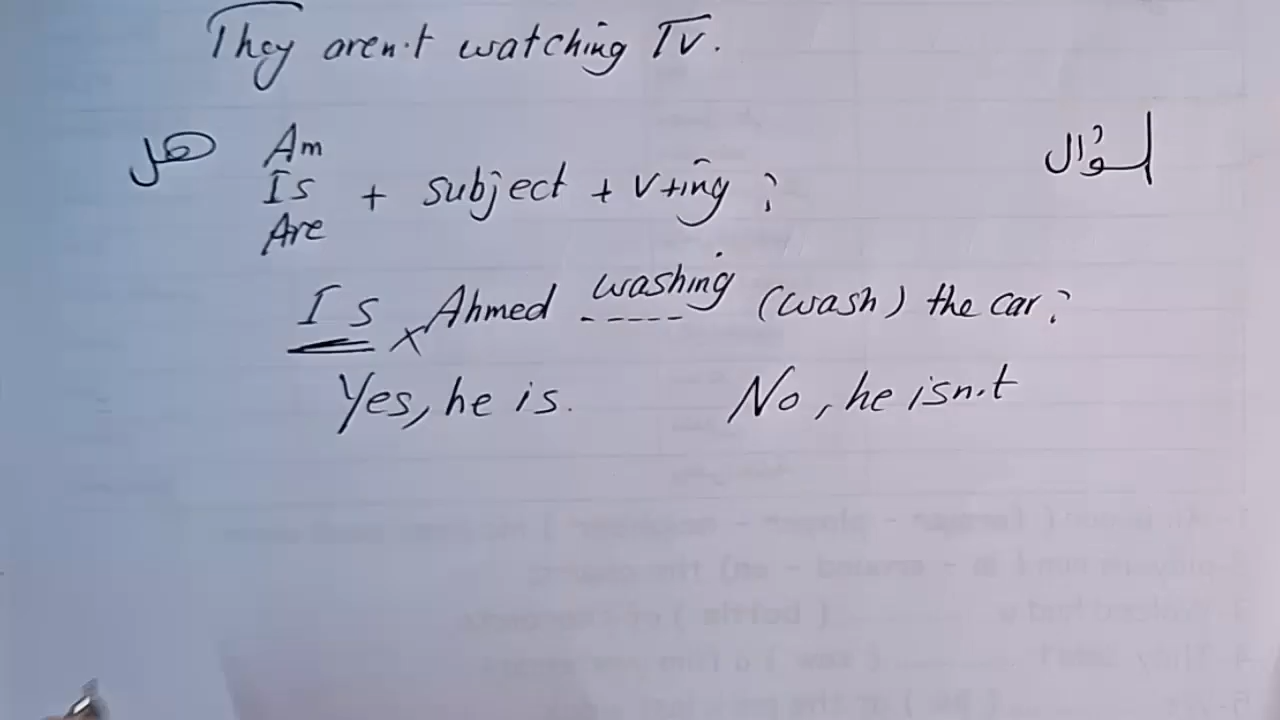 They aren't watching TV.
هل Am السؤال
Is + subject + v+ing ?
Are
Is Ahmed washing (wash) the car?
Yes, he is. No, he isn't